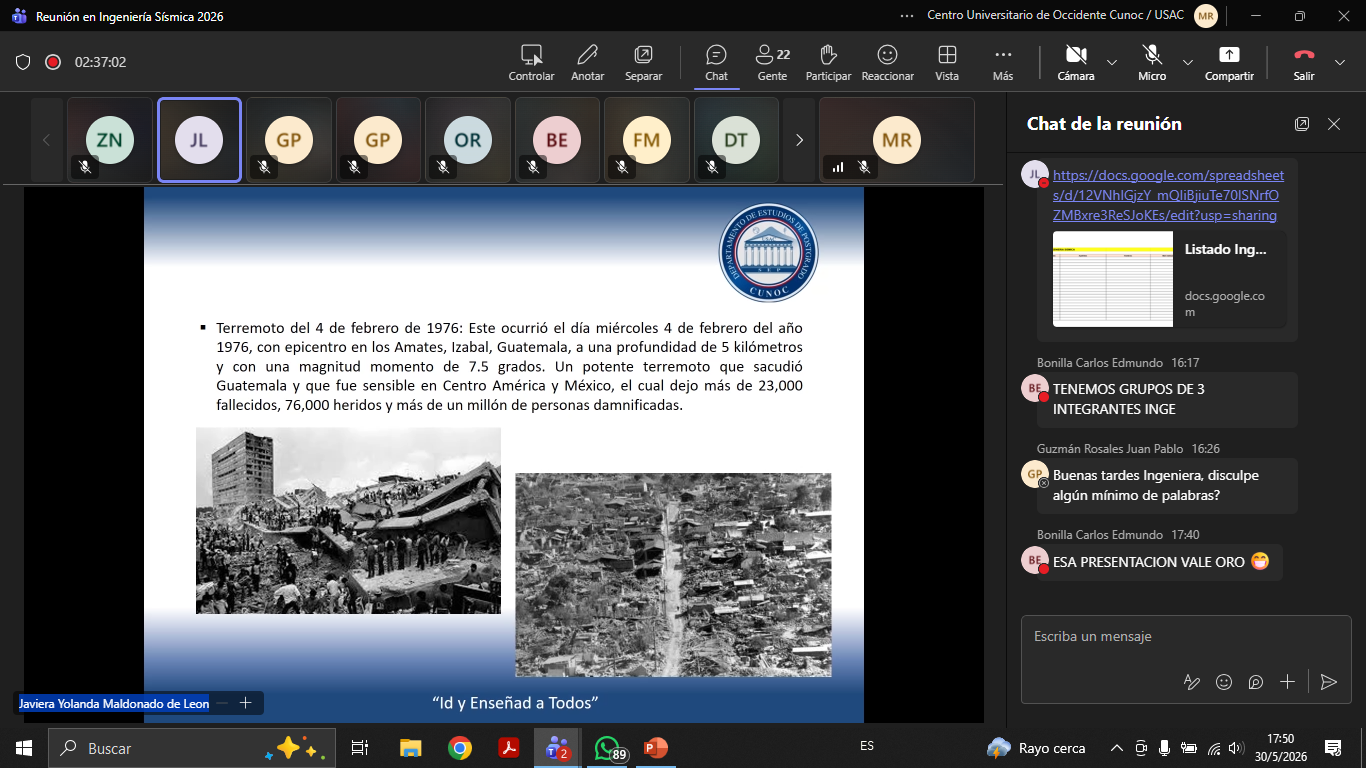 Reunión en Ingeniería Sísmica 2026
Centro Universitario de Occidente Cunoc / USAC
MR
02:37:02
Controlar
Anotar
Separar
Chat
22
Gente
Participar
Reaccionar
Vista
Más
Cámara
Micro
Compartir
Salir
ZN
JL
GP
GP
OR
BE
FM
DT
MR
DEPARTAMENTO DE ESTUDIOS DE POSTGRADO
SEP
CUNOC
▪ Terremoto del 4 de febrero de 1976: Este ocurrió el día miércoles 4 de febrero del año
1976, con epicentro en los Amates, Izabal, Guatemala, a una profundidad de 5 kilómetros
y con una magnitud momento de 7.5 grados. Un potente terremoto que sacudió
Guatemala y que fue sensible en Centro América y México, el cual dejo más de 23,000
fallecidos, 76,000 heridos y más de un millón de personas damnificadas.
“Id y Enseñad a Todos”
Javiera Yolanda Maldonado de Leon
Chat de la reunión
JL
https://docs.google.com/spreadsheet
s/d/12VNhIGjzY_mQliBjiuTe70ISNrfO
ZMBxre3ReSJoKEs/edit?usp=sharing
Listado Ing...
docs.google.co
m
Bonilla Carlos Edmundo 16:17
BE
TENEMOS GRUPOS DE 3
INTEGRANTES INGE
Guzmán Rosales Juan Pablo 16:26
GP
Buenas tardes Ingeniera, disculpe
algún mínimo de palabras?
Bonilla Carlos Edmundo 17:40
BE
ESA PRESENTACION VALE ORO 😁
Escriba un mensaje
Buscar
2
89
ES
Rayo cerca
17:50
30/5/2026